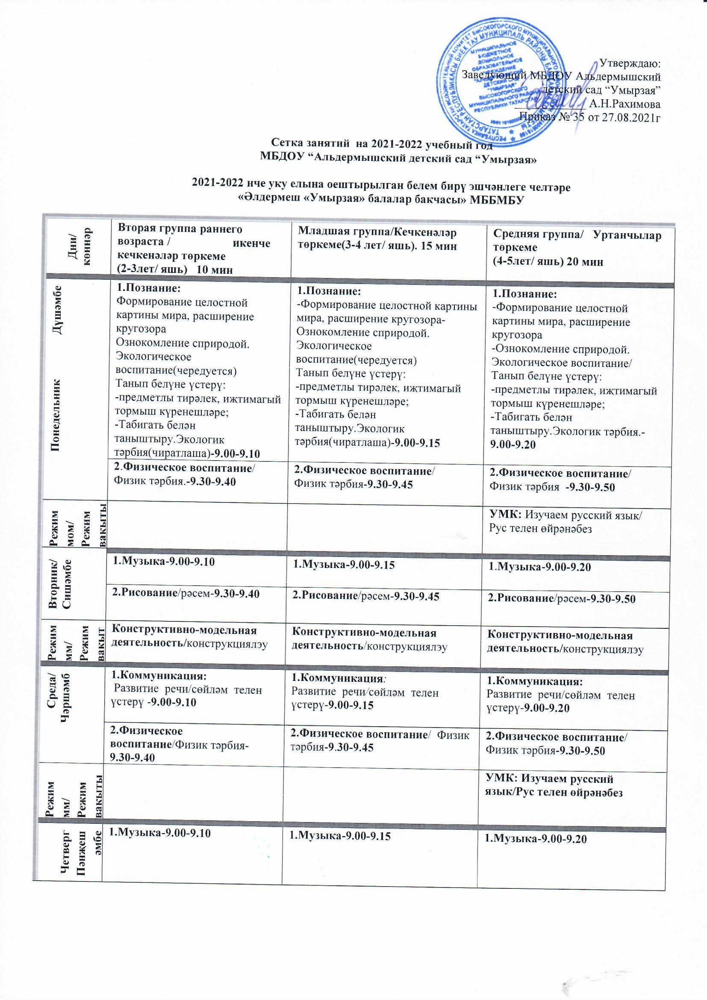 Утверждаю:
Заведующий МБДОУ Альдермышский
детский сад “Умырзая”
____________ А.Н.Рахимова
Приказ № 35 от 27.08.2021г
МУНИЦИПАЛЬНОЕ
БЮДЖЕТНОЕ
ДОШКОЛЬНОЕ
ОБРАЗОВАТЕЛЬНОЕ
УЧРЕЖДЕНИЕ
ДЕТСКИЙ САД
"УМЫРЗАЯ"
ВЫСОКОГОРСКОГО
МУНИЦИПАЛЬНОГО РАЙОНА
РЕСПУБЛИКИ ТАТАРСТАН
Сетка занятий на 2021-2022 учебный год
МБДОУ “Альдермышский детский сад “Умырзая»
2021-2022 нче уку елына оештырылган белем бирү эшчәнлеге челтәре
«Әлдермеш «Умырзая» балалар бакчасы» МББМБУ
Дни/
көннәр
Вторая группа раннего
возраста / икенче
кечкенәләр төркеме
(2-3лет/ яшь) 10 мин
Младшая группа/Кечкенәләр
төркеме(3-4 лет/ яшь). 15 мин
Средняя группа/ Уртанчылар
төркеме
(4-5лет/ яшь) 20 мин
Понедельник Дүшәмбе
1.Познание:
Формирование целостной
картины мира, расширение
кругозора
Ознокомление сприродой.
Экологическое
воспитание(чередуется)
Танып белүне үстерү:
-предметлы тирәлек, иҗтимагый
тормыш күренешләре;
-Табигать белән
таныштыру.Экологик
тәрбия(чиратлаша)-9.00-9.10
1.Познание:
-Формирование целостной картины
мира, расширение кругозора-
Ознокомление сприродой.
Экологическое
воспитание(чередуется)
Танып белүне үстерү:
-предметлы тирәлек, иҗтимагый
тормыш күренешләре;
-Табигать белән
таныштыру.Экологик
тәрбия(чиратлаша)-9.00-9.15
1.Познание:
-Формирование целостной
картины мира, расширение
кругозора
-Ознокомление сприродой.
Экологическое воспитание/
Танып белүне үстерү:
-предметлы тирәлек, иҗтимагый
тормыш күренешләре;
-Табигать белән
таныштыру.Экологик тәрбия.-
9.00-9.20
2.Физическое воспитание/
Физик тәрбия.-9.30-9.40
2.Физическое воспитание/
Физик тәрбия-9.30-9.45
2.Физическое воспитание/
Физик тәрбия -9.30-9.50
Режим
мом/
Режим
вакыты
УМК: Изучаем русский язык/
Рус телен өйрәнәбез
Вторник/
Сишәмбе
1.Музыка-9.00-9.10
1.Музыка-9.00-9.15
1.Музыка-9.00-9.20
2.Рисование/рәсем-9.30-9.40
2.Рисование/рәсем-9.30-9.45
2.Рисование/рәсем-9.30-9.50
Режим
мм/
Режим
вакыт
Конструктивно-модельная
деятельность/конструкциялэу
Конструктивно-модельная
деятельность/конструкциялэу
Конструктивно-модельная
деятельность/конструкциялэу
Среда/
Чәршәмб
1.Коммуникация:
Развитие речи/сөйләм телен
үстерү -9.00-9.10
1.Коммуникация:
Развитие речи/сөйләм телен
үстерү-9.00-9.15
1.Коммуникация:
Развитие речи/сөйләм телен
үстерү-9.00-9.20
2.Физическое
воспитание/Физик тәрбия-
9.30-9.40
2.Физическое воспитание/ Физик
тәрбия-9.30-9.45
2.Физическое воспитание/
Физик тәрбия-9.30-9.50
Режим
мм/
Режим
вакыты
УМК: Изучаем русский
язык/Рус телен өйрәнәбез
Четверг
Пәнҗеш
әмбе
1.Музыка-9.00-9.10
1.Музыка-9.00-9.15
1.Музыка-9.00-9.20